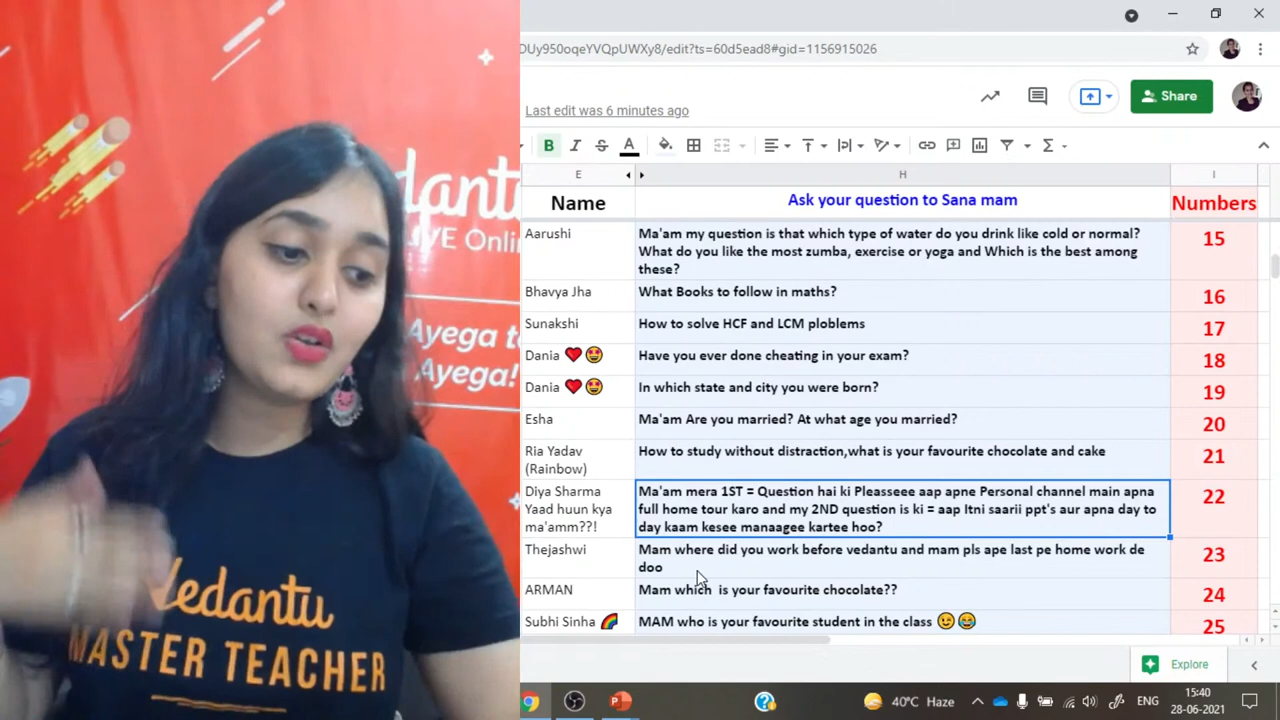 edantu
LIVE Onli
Ayega t
Ayega!
Vedantu
MASTER TEACHER
DUy950oqeYVQpUWXy8/edit?ts=60d5ead8#gid=1156915026
Last edit was 6 minutes ago
Share
B I S A
E H I
Name Ask your question to Sana mam Numbers
Aarushi Ma'am my question is that which type of water do you drink like cold or normal? 15
What do you like the most zumba, exercise or yoga and Which is the best among
these?
Bhavya Jha What Books to follow in maths? 16
Sunakshi How to solve HCF and LCM ploblems 17
Dania ❤️🤩 Have you ever done cheating in your exam? 18
Dania ❤️🤩 In which state and city you were born? 19
Esha Ma'am Are you married? At what age you married? 20
Ria Yadav How to study without distraction,what is your favourite chocolate and cake 21
(Rainbow)
Diya Sharma Ma'am mera 1ST = Question hai ki Pleasseee aap apne Personal channel main apna 22
Yaad huun kya full home tour karo and my 2ND question is ki = aap Itni saarii ppt's aur apna day to
ma'amm??! day kaam kesee manaagee kartee hoo?
Thejashwi Mam where did you work before vedantu and mam pls ape last pe home work de 23
doo
ARMAN Mam which is your favourite chocolate?? 24
Subhi Sinha 🌈 MAM who is your favourite student in the class 😉😂 25
Explore
40°C Haze ENG 15:40
28-06-2021